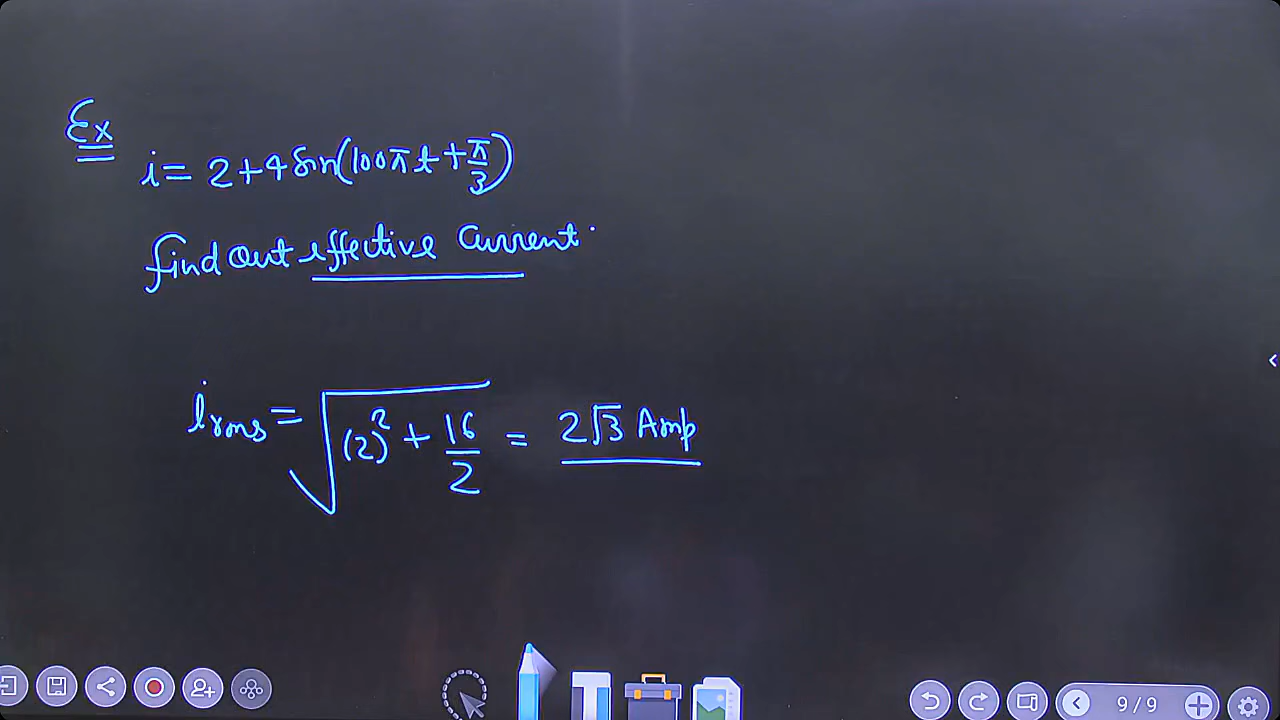 Ex
i = 2+4 sin(100πt + π/3)
find out effective current.
irms = √((2)² + 16/2) = 2√3 Amp
9/9